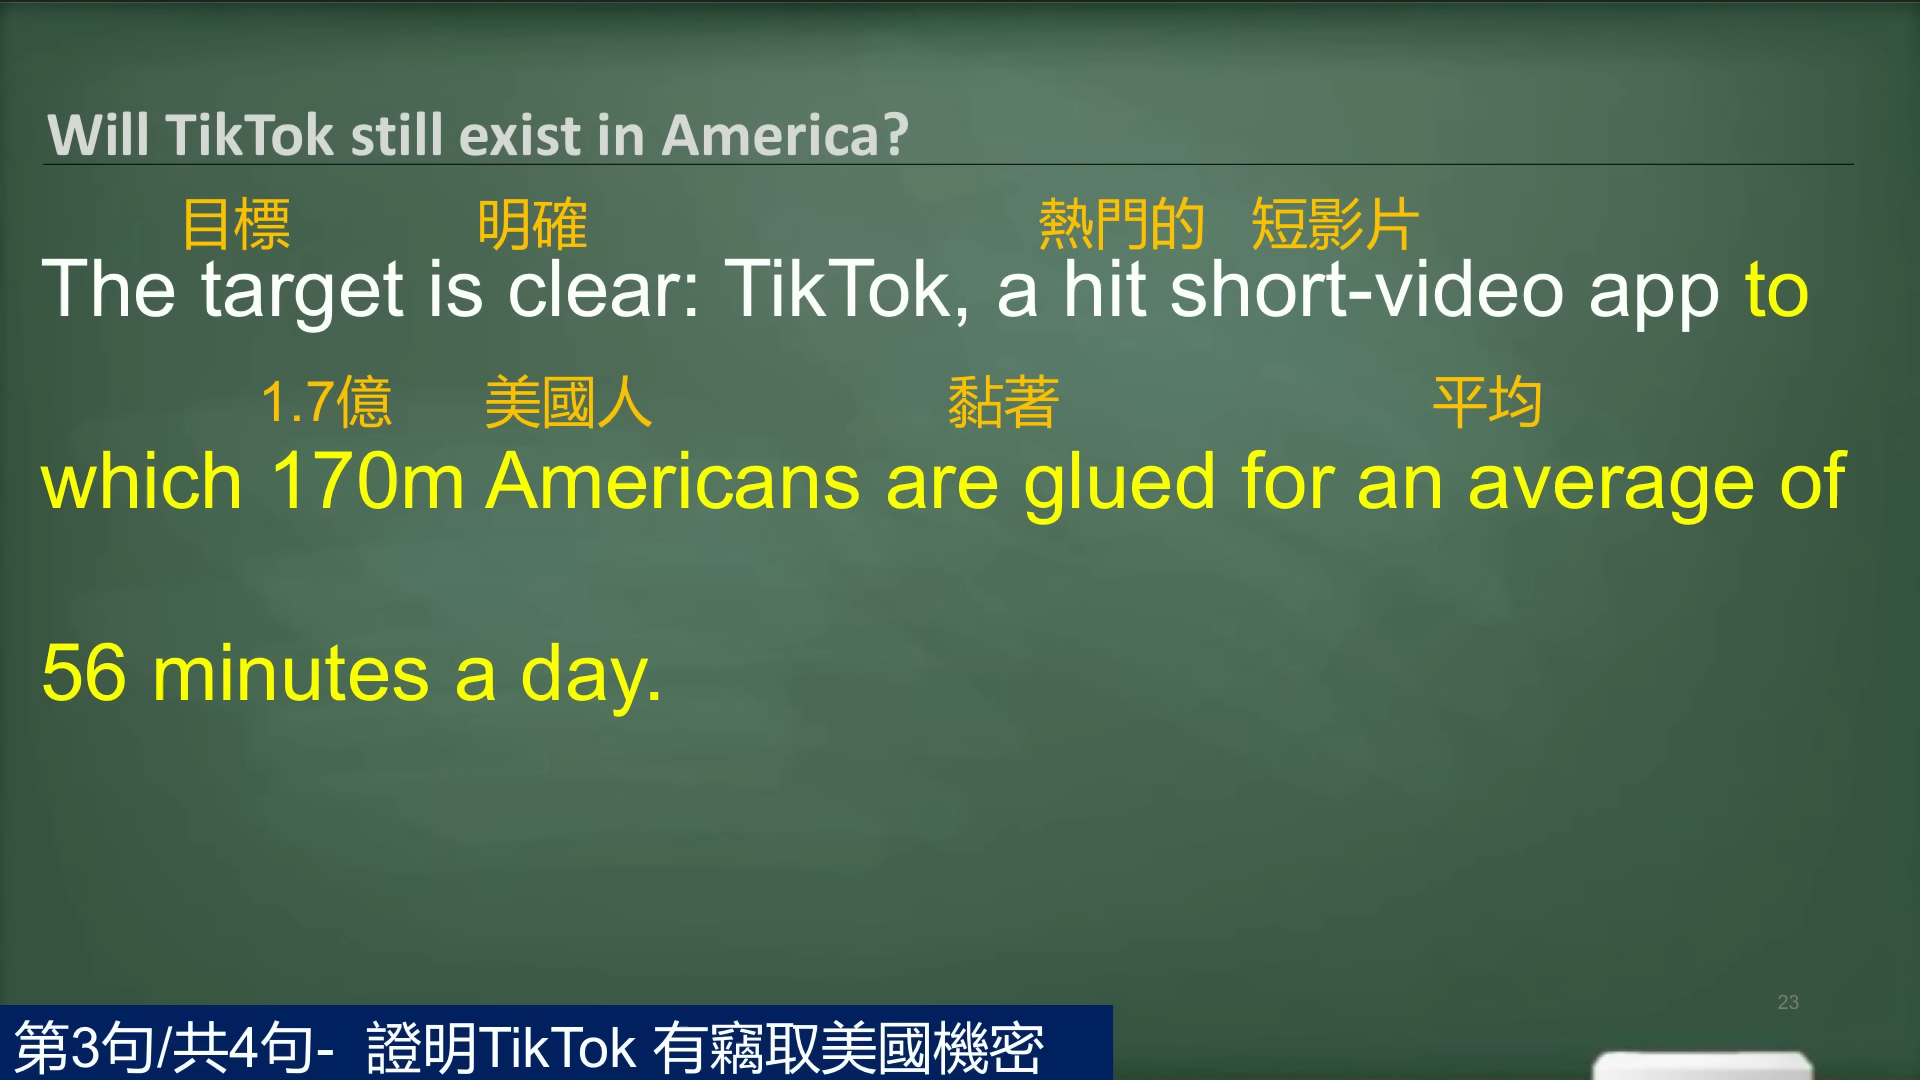 Will TikTok still exist in America?
目標 明確 熱門的 短影片
The target is clear: TikTok, a hit short-video app to
1.7億 美國人 黏著 平均
which 170m Americans are glued for an average of
56 minutes a day.
23
第3句/共4句- 證明TikTok 有竊取美國機密